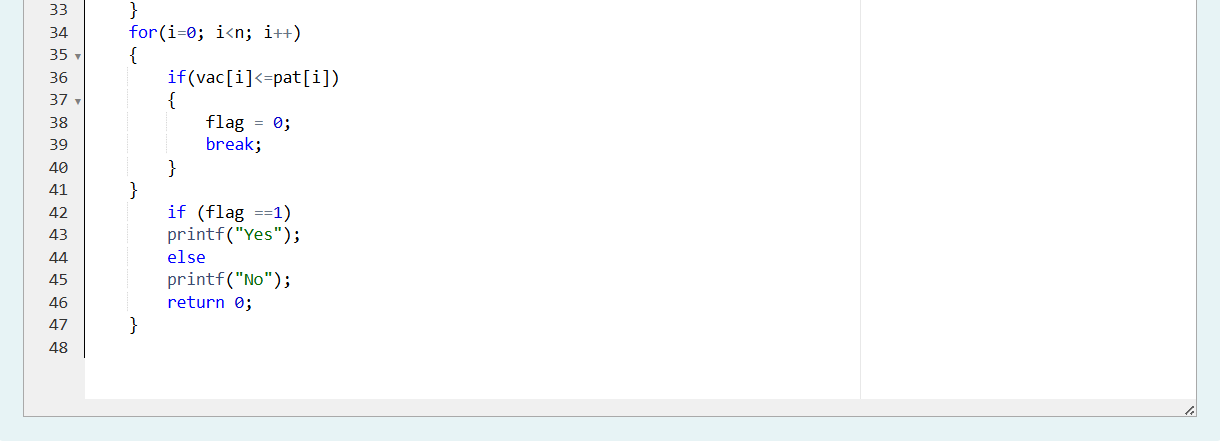 33 }
34 for(i=0; i<n; i++)
35 {
36 if(vac[i]<=pat[i])
37 {
38 flag = 0;
39 break;
40 }
41 }
42 if (flag ==1)
43 printf("Yes");
44 else
45 printf("No");
46 return 0;
47 }
48